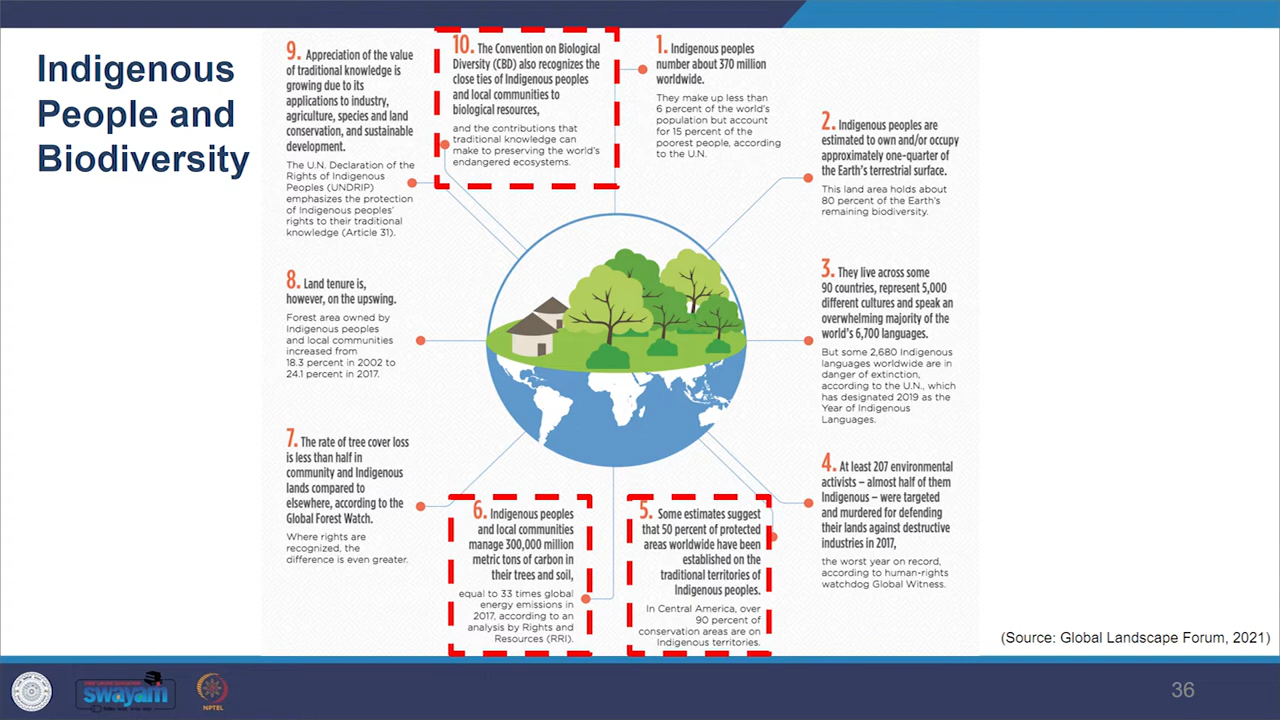 Indigenous
People and
Biodiversity
1. Indigenous peoples
number about 370 million
worldwide.
They make up less than
6 percent of the world's
population but account
for 15 percent of the
poorest people, according
to the U.N.
2. Indigenous peoples are
estimated to own and/or occupy
approximately one-quarter of
the Earth's terrestrial surface.
This land area holds about
80 percent of the Earth's
remaining biodiversity.
3. They live across some
90 countries, represent 5,000
different cultures and speak an
overwhelming majority of the
world's 6,700 languages.
But some 2,680 Indigenous
languages worldwide are in
danger of extinction,
according to the U.N., which
has designated 2019 as the
Year of Indigenous
Languages.
4. At least 207 environmental
activists – almost half of them
Indigenous – were targeted
and murdered for defending
their lands against destructive
industries in 2017,
the worst year on record,
according to human-rights
watchdog Global Witness.
5. Some estimates suggest
that 50 percent of protected
areas worldwide have been
established on the
traditional territories of
Indigenous peoples.
In Central America, over
90 percent of
conservation areas are on
Indigenous territories.
6. Indigenous peoples
and local communities
manage 300,000 million
metric tons of carbon in
their trees and soil,
equal to 33 times global
energy emissions in
2017, according to an
analysis by Rights and
Resources (RRI).
7. The rate of tree cover loss
is less than half in
community and Indigenous
lands compared to
elsewhere, according to the
Global Forest Watch.
Where rights are
recognized, the
difference is even greater.
8. Land tenure is,
however, on the upswing.
Forest area owned by
Indigenous peoples
and local communities
increased from
18.3 percent in 2002 to
24.1 percent in 2017.
9. Appreciation of the value
of traditional knowledge is
growing due to its
applications to industry,
agriculture, species and land
conservation, and sustainable
development.
The U.N. Declaration of the
Rights of Indigenous
Peoples (UNDRIP)
emphasizes the protection
of Indigenous peoples'
rights to their traditional
knowledge (Article 31).
10. The Convention on Biological
Diversity (CBD) also recognizes the
close ties of Indigenous peoples
and local communities to
biological resources,
and the contributions that
traditional knowledge can
make to preserving the world's
endangered ecosystems.
(Source: Global Landscape Forum, 2021)
swayam
NPTEL
36